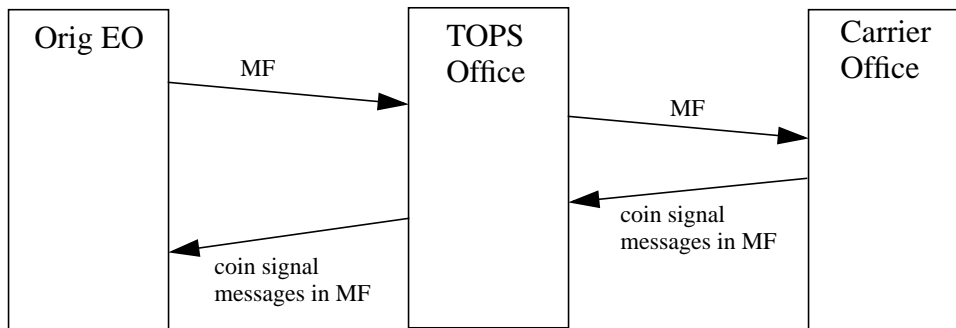 Orig EO
TOPS
Office
Carrier
Office
MF
MF
coin signal
messages in MF
coin signal
messages in MF